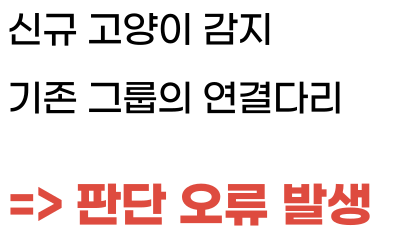 신규 고양이 감지
기존 그룹의 연결다리
=> 판단 오류 발생